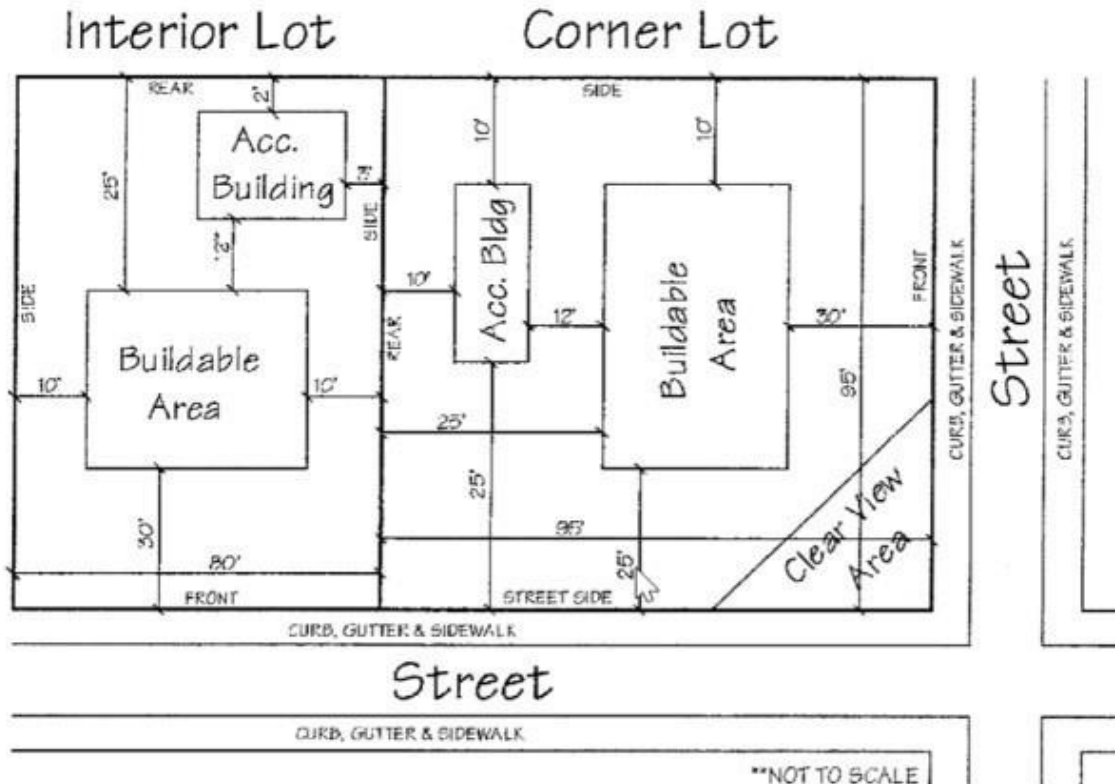 Interior Lot
Corner Lot
REAR
SIDE
2'
10'
10'
Acc.
Building
25'
3'
SIDE
12"
SIDE
10'
Acc. Bldg
12'
Buildable
Area
30'
FRONT
95'
CURB, GUTTER & SIDEWALK
Street
CURB, GUTTER & SIDEWALK
REAR
Buildable
Area
10'
10'
25'
25'
30'
80'
95'
25'
Clear View
Area
FRONT
STREET SIDE
CURB, GUTTER & SIDEWALK
Street
CURB, GUTTER & SIDEWALK
**NOT TO SCALE